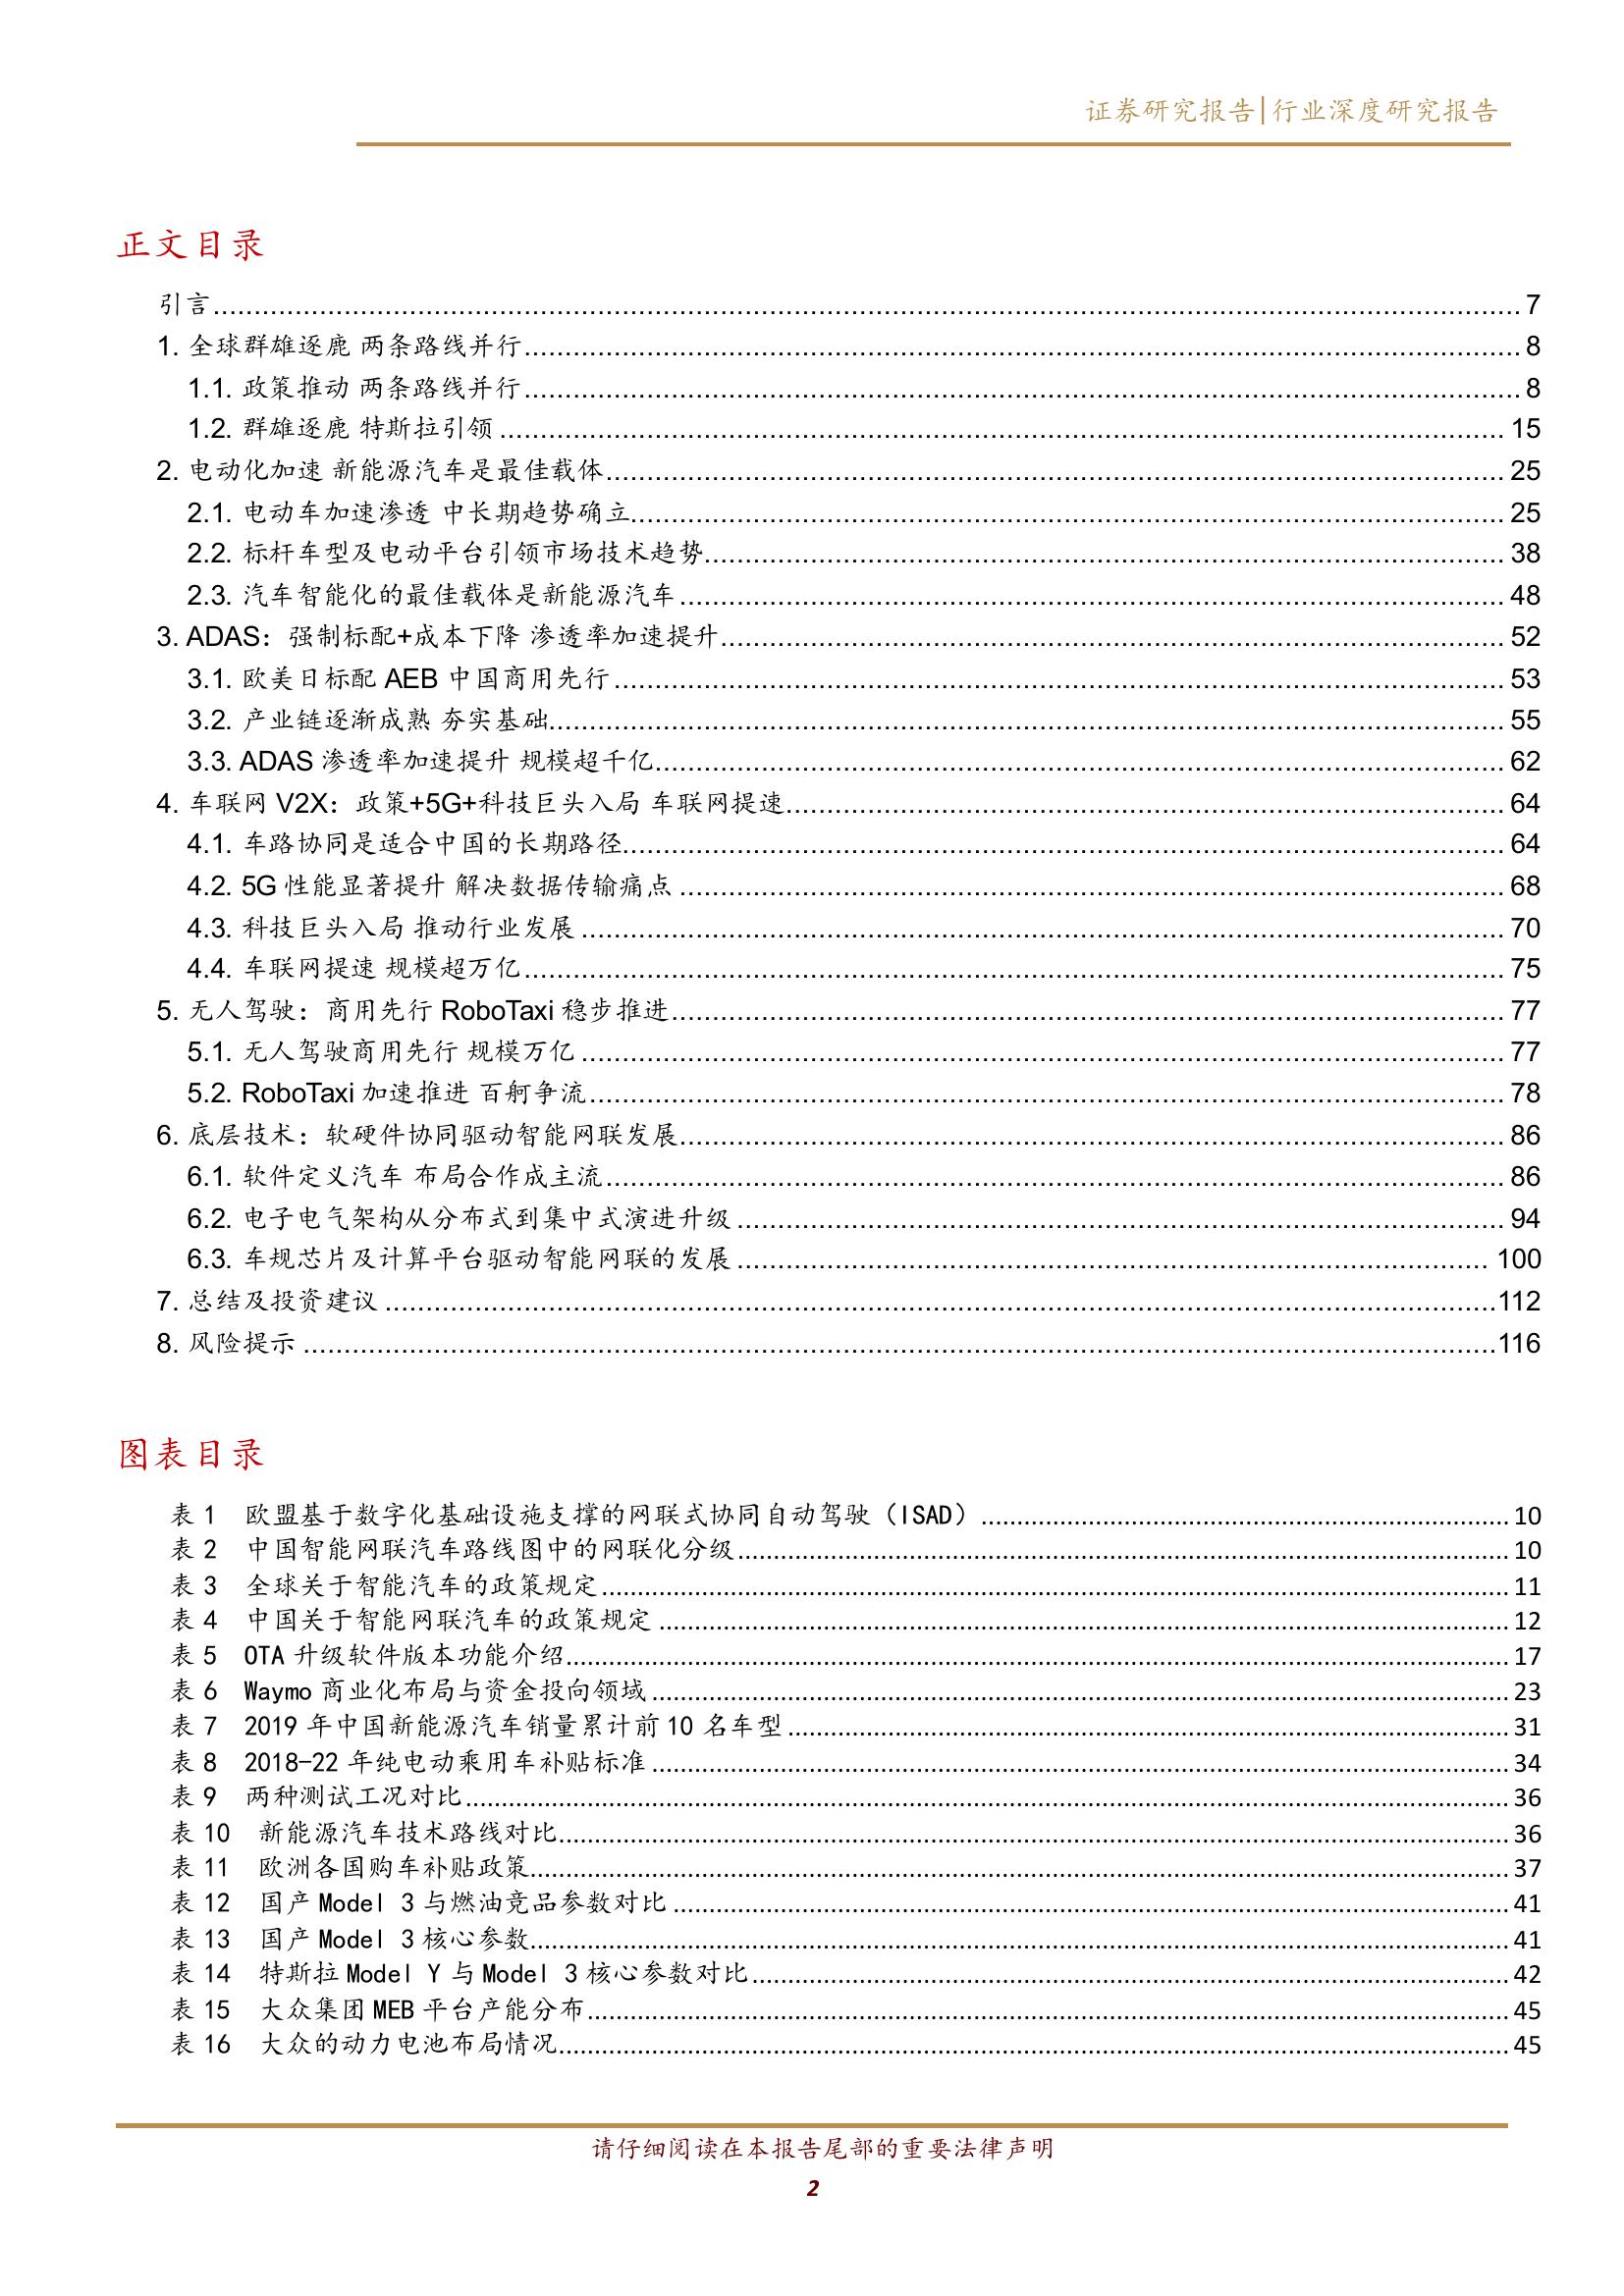 证券研究报告|行业深度研究报告
正文目录
引言 7
1. 全球群雄逐鹿 两条路线并行 8
1.1. 政策推动 两条路线并行 8
1.2. 群雄逐鹿 特斯拉引领 15
2. 电动化加速 新能源汽车是最佳载体 25
2.1. 电动车加速渗透 中长期趋势确立 25
2.2. 标杆车型及电动平台引领市场技术趋势 38
2.3. 汽车智能化的最佳载体是新能源汽车 48
3. ADAS：强制标配+成本下降 渗透率加速提升 52
3.1. 欧美日标配 AEB 中国商用先行 53
3.2. 产业链逐渐成熟 夯实基础 55
3.3. ADAS 渗透率加速提升 规模超千亿 62
4. 车联网 V2X：政策+5G+科技巨头入局 车联网提速 64
4.1. 车路协同是适合中国的长期路径 64
4.2. 5G 性能显著提升 解决数据传输痛点 68
4.3. 科技巨头入局 推动行业发展 70
4.4. 车联网提速 规模超万亿 75
5. 无人驾驶：商用先行 RoboTaxi 稳步推进 77
5.1. 无人驾驶商用先行 规模万亿 77
5.2. RoboTaxi 加速推进 百舸争流 78
6. 底层技术：软硬件协同驱动智能网联发展 86
6.1. 软件定义汽车 布局合作成主流 86
6.2. 电子电气架构从分布式到集中式演进升级 94
6.3. 车规芯片及计算平台驱动智能网联的发展 100
7. 总结及投资建议 112
8. 风险提示 116
图表目录
表 1 欧盟基于数字化基础设施支撑的网联式协同自动驾驶（ISAD） 10
表 2 中国智能网联汽车路线图中的网联化分级 10
表 3 全球关于智能汽车的政策规定 11
表 4 中国关于智能网联汽车的政策规定 12
表 5 OTA 升级软件版本功能介绍 17
表 6 Waymo 商业化布局与资金投向领域 23
表 7 2019 年中国新能源汽车销量累计前 10 名车型 31
表 8 2018-22 年纯电动乘用车补贴标准 34
表 9 两种测试工况对比 36
表 10 新能源汽车技术路线对比 36
表 11 欧洲各国购车补贴政策 37
表 12 国产 Model 3 与燃油竞品参数对比 41
表 13 国产 Model 3 核心参数 41
表 14 特斯拉 Model Y 与 Model 3 核心参数对比 42
表 15 大众集团 MEB 平台产能分布 45
表 16 大众的动力电池布局情况 45
请仔细阅读在本报告尾部的重要法律声明
2